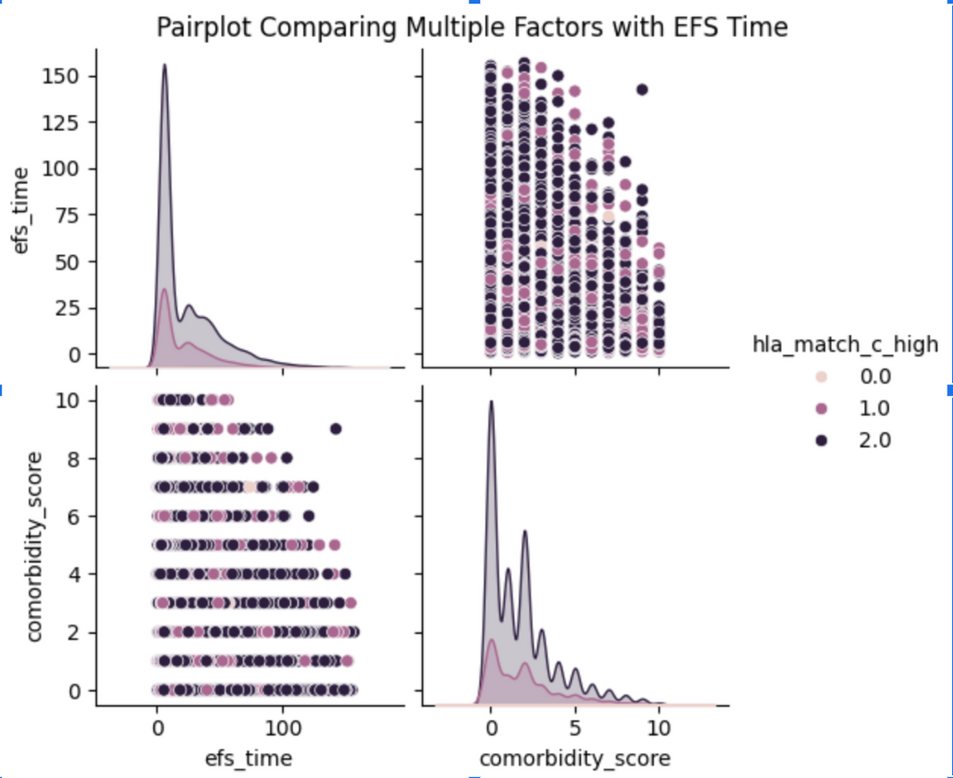 Pairplot Comparing Multiple Factors with EFS Time
150
125
100
75
50
25
0
efs_time
hla_match_c_high
0.0
1.0
2.0
10
8
6
4
2
0
comorbidity_score
0 100
efs_time
0 5 10
comorbidity_score